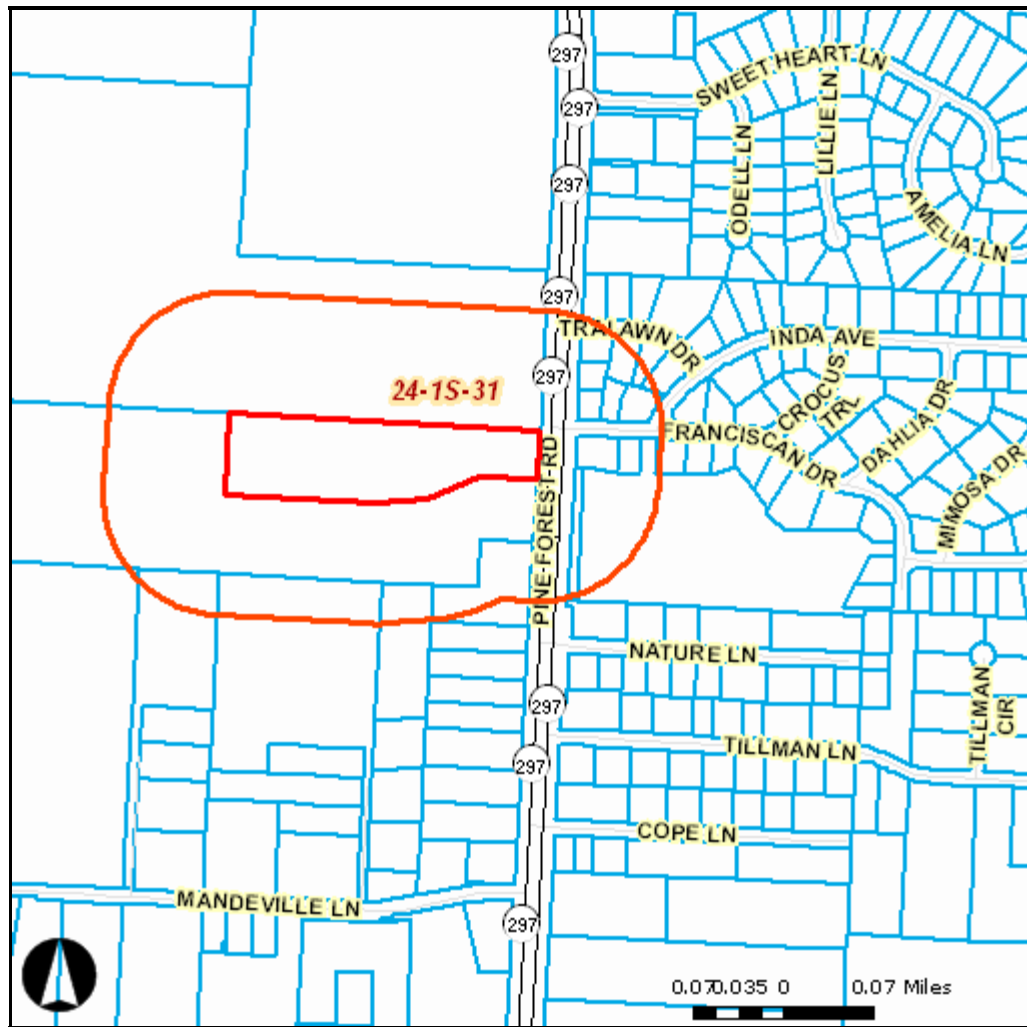 297
SWEET HEART LN
297
LILLIE LN
ODELL LN
297
AMELIA LN
297
TRALAWN DR
INDA AVE
297
24-1S-31
CROCUS
TRL
DAHLIA DR
FRANCISCAN DR
PINE FOREST RD
MIMOSA DR
NATURE LN
TILLMAN
CIR
297
TILLMAN LN
297
COPE LN
MANDEVILLE LN
297
0.070.035 0 0.07 Miles